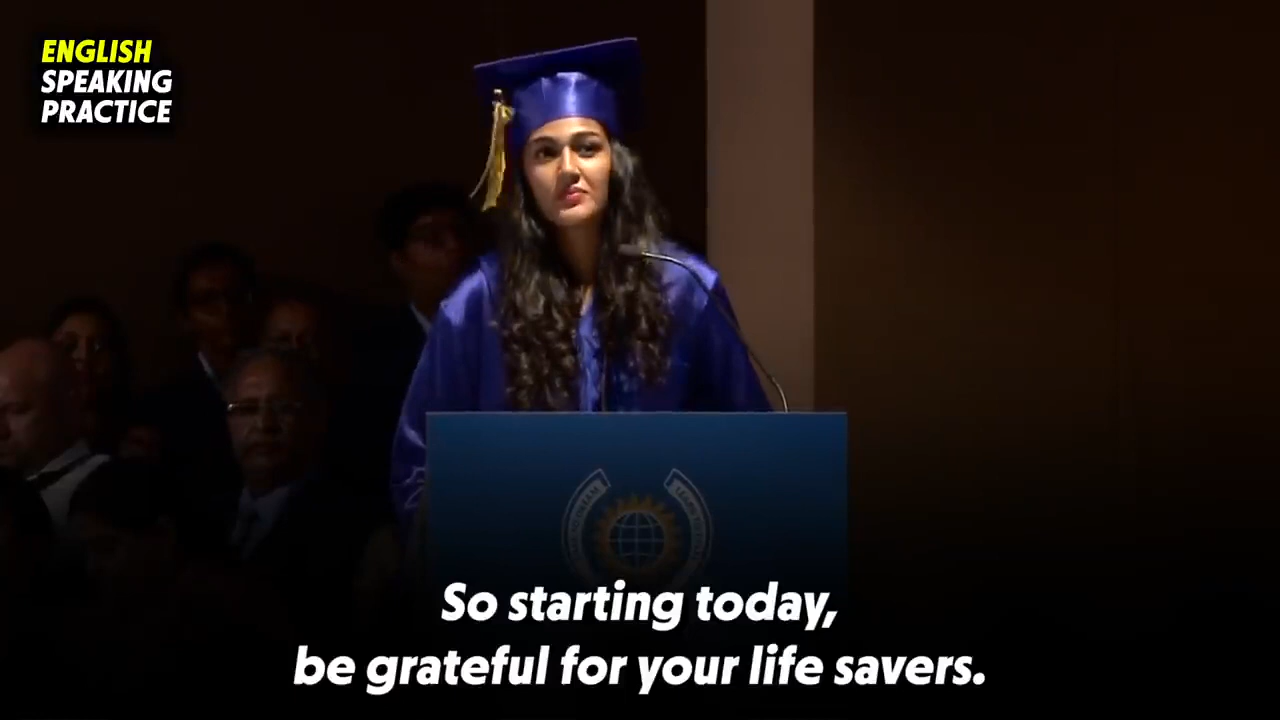 ENGLISH
SPEAKING
PRACTICE
So starting today,
be grateful for your life savers.